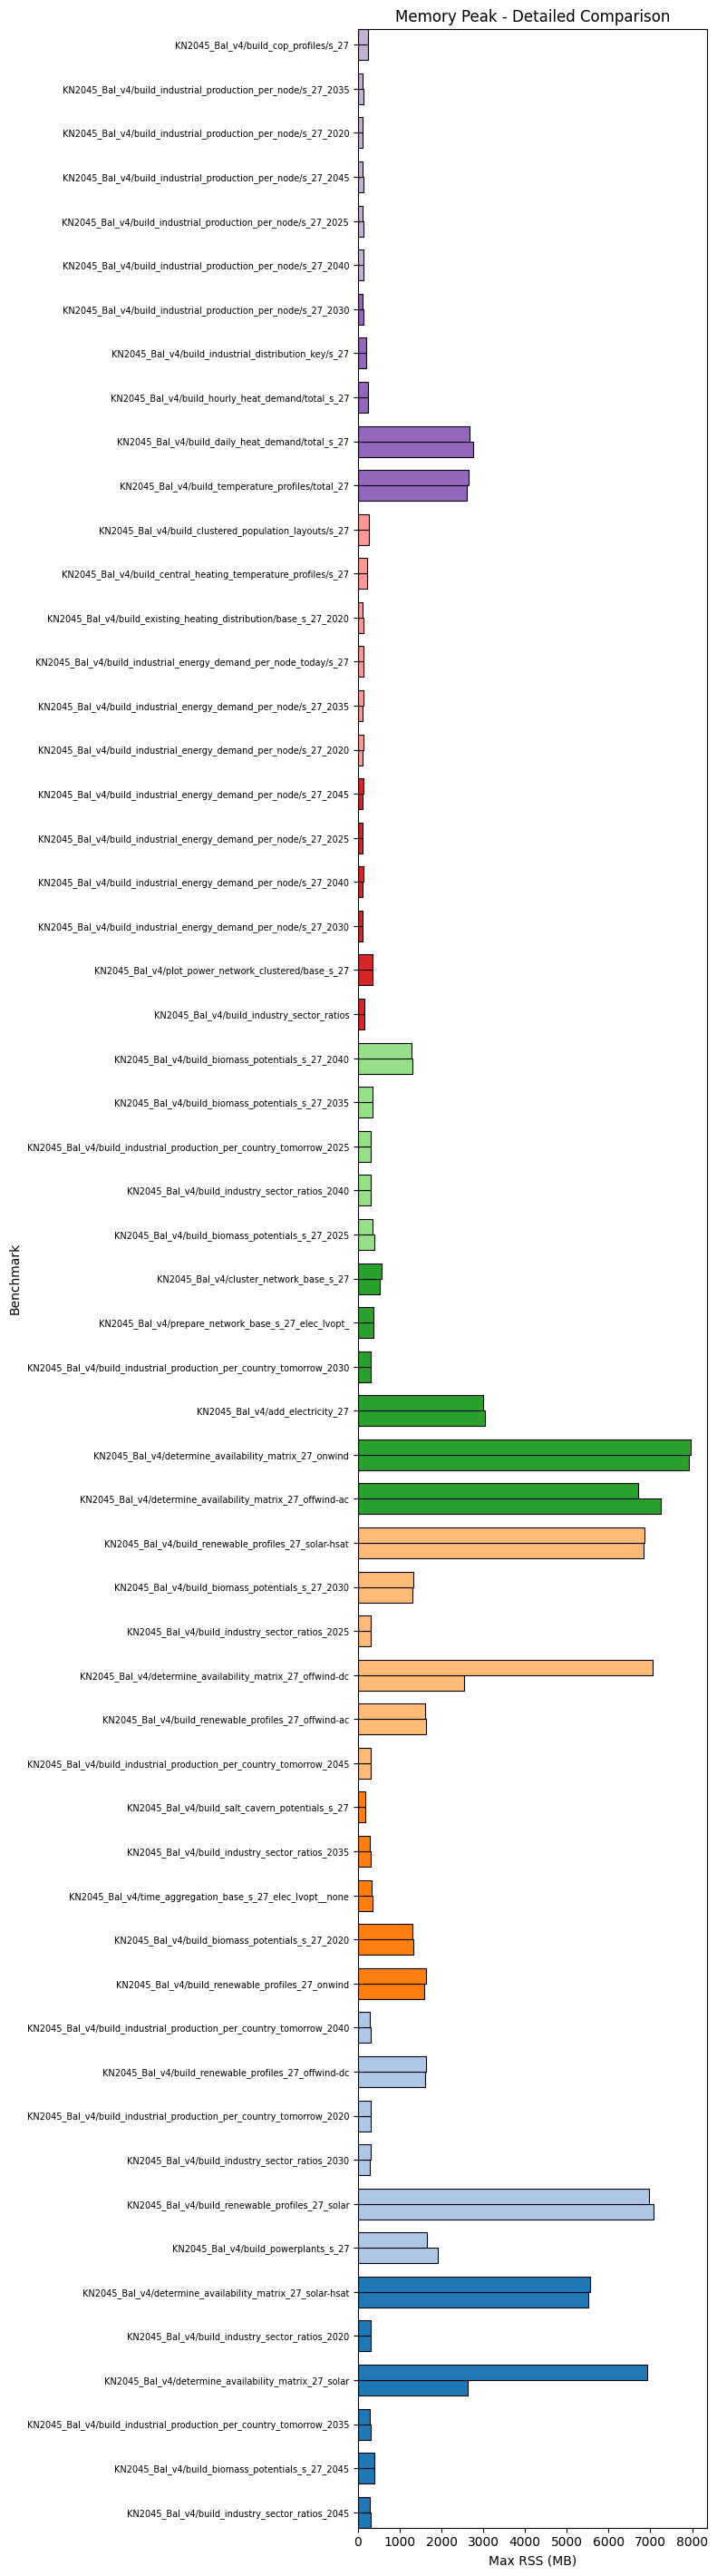 Memory Peak - Detailed Comparison
KN2045_Bal_v4/build_cop_profiles/s_27
KN2045_Bal_v4/build_industrial_production_per_node/s_27_2035
KN2045_Bal_v4/build_industrial_production_per_node/s_27_2020
KN2045_Bal_v4/build_industrial_production_per_node/s_27_2045
KN2045_Bal_v4/build_industrial_production_per_node/s_27_2025
KN2045_Bal_v4/build_industrial_production_per_node/s_27_2040
KN2045_Bal_v4/build_industrial_production_per_node/s_27_2030
KN2045_Bal_v4/build_industrial_distribution_key/s_27
KN2045_Bal_v4/build_hourly_heat_demand/total_s_27
KN2045_Bal_v4/build_daily_heat_demand/total_s_27
KN2045_Bal_v4/build_temperature_profiles/total_27
KN2045_Bal_v4/build_clustered_population_layouts/s_27
KN2045_Bal_v4/build_central_heating_temperature_profiles/s_27
KN2045_Bal_v4/build_existing_heating_distribution/base_s_27_2020
KN2045_Bal_v4/build_industrial_energy_demand_per_node_today/s_27
KN2045_Bal_v4/build_industrial_energy_demand_per_node/s_27_2035
KN2045_Bal_v4/build_industrial_energy_demand_per_node/s_27_2020
KN2045_Bal_v4/build_industrial_energy_demand_per_node/s_27_2045
KN2045_Bal_v4/build_industrial_energy_demand_per_node/s_27_2025
KN2045_Bal_v4/build_industrial_energy_demand_per_node/s_27_2040
KN2045_Bal_v4/build_industrial_energy_demand_per_node/s_27_2030
KN2045_Bal_v4/plot_power_network_clustered/base_s_27
KN2045_Bal_v4/build_industry_sector_ratios
KN2045_Bal_v4/build_biomass_potentials_s_27_2040
KN2045_Bal_v4/build_biomass_potentials_s_27_2035
KN2045_Bal_v4/build_industrial_production_per_country_tomorrow_2025
KN2045_Bal_v4/build_industry_sector_ratios_2040
KN2045_Bal_v4/build_biomass_potentials_s_27_2025
KN2045_Bal_v4/cluster_network_base_s_27
KN2045_Bal_v4/prepare_network_base_s_27_elec_lvopt_
KN2045_Bal_v4/build_industrial_production_per_country_tomorrow_2030
KN2045_Bal_v4/add_electricity_27
KN2045_Bal_v4/determine_availability_matrix_27_onwind
KN2045_Bal_v4/determine_availability_matrix_27_offwind-ac
KN2045_Bal_v4/build_renewable_profiles_27_solar-hsat
KN2045_Bal_v4/build_biomass_potentials_s_27_2030
KN2045_Bal_v4/build_industry_sector_ratios_2025
KN2045_Bal_v4/determine_availability_matrix_27_offwind-dc
KN2045_Bal_v4/build_renewable_profiles_27_offwind-ac
KN2045_Bal_v4/build_industrial_production_per_country_tomorrow_2045
KN2045_Bal_v4/build_salt_cavern_potentials_s_27
KN2045_Bal_v4/build_industry_sector_ratios_2035
KN2045_Bal_v4/time_aggregation_base_s_27_elec_lvopt__none
KN2045_Bal_v4/build_biomass_potentials_s_27_2020
KN2045_Bal_v4/build_renewable_profiles_27_onwind
KN2045_Bal_v4/build_industrial_production_per_country_tomorrow_2040
KN2045_Bal_v4/build_renewable_profiles_27_offwind-dc
KN2045_Bal_v4/build_industrial_production_per_country_tomorrow_2020
KN2045_Bal_v4/build_industry_sector_ratios_2030
KN2045_Bal_v4/build_renewable_profiles_27_solar
KN2045_Bal_v4/build_powerplants_s_27
KN2045_Bal_v4/determine_availability_matrix_27_solar-hsat
KN2045_Bal_v4/build_industry_sector_ratios_2020
KN2045_Bal_v4/determine_availability_matrix_27_solar
KN2045_Bal_v4/build_industrial_production_per_country_tomorrow_2035
KN2045_Bal_v4/build_biomass_potentials_s_27_2045
KN2045_Bal_v4/build_industry_sector_ratios_2045
Benchmark
0 1000 2000 3000 4000 5000 6000 7000 8000
Max RSS (MB)